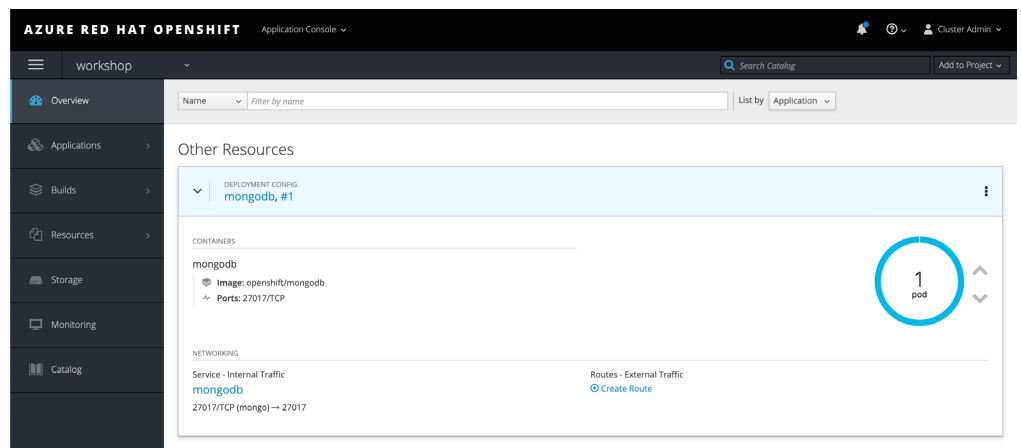 AZURE RED HAT OPENSHIFT Application Console Cluster Admin
workshop Search Catalog Add to Project
Overview
Applications
Builds
Resources
Storage
Monitoring
Catalog
Name Filter by name List by Application
Other Resources
DEPLOYMENT CONFIG
mongodb, #1
CONTAINERS
mongodb
Image: openshift/mongodb
Ports: 27017/TCP
1
pod
NETWORKING
Service - Internal Traffic Routes - External Traffic
mongodb Create Route
27017/TCP (mongo) → 27017